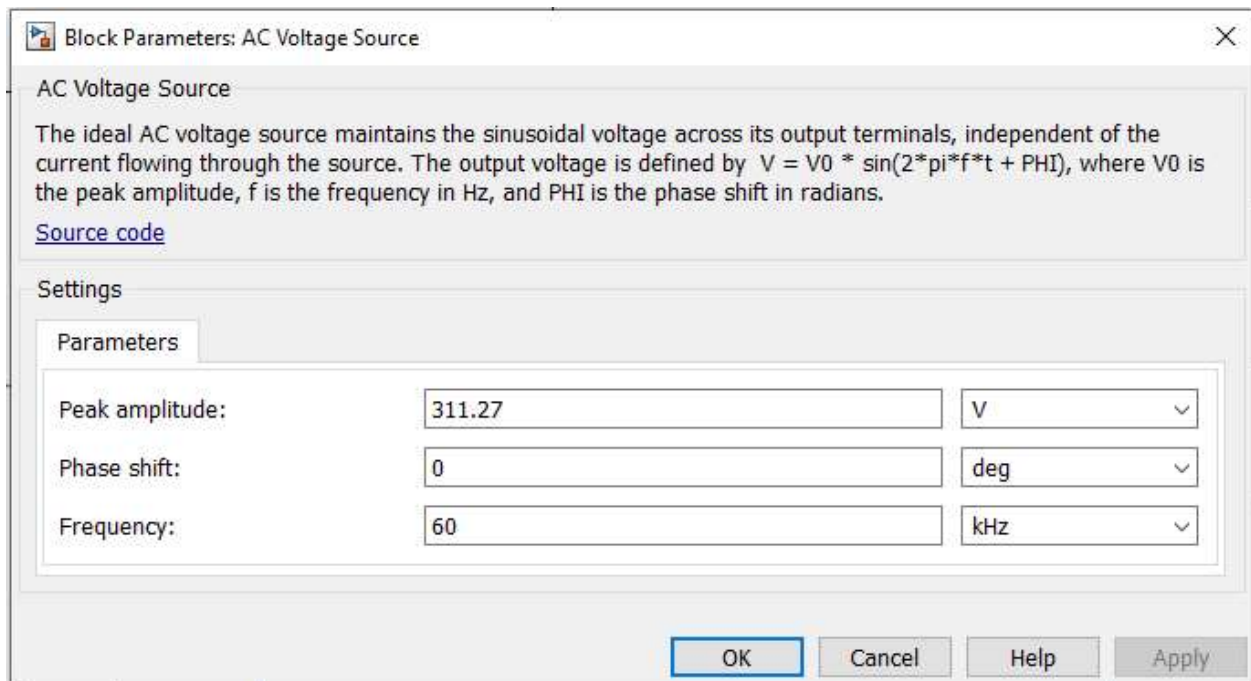 Block Parameters: AC Voltage Source
AC Voltage Source
The ideal AC voltage source maintains the sinusoidal voltage across its output terminals, independent of the
current flowing through the source. The output voltage is defined by  V = V0 * sin(2*pi*f*t + PHI), where V0 is
the peak amplitude, f is the frequency in Hz, and PHI is the phase shift in radians.
Source code
Settings
Parameters
Peak amplitude: 311.27 V
Phase shift: 0 deg
Frequency: 60 kHz
OK Cancel Help Apply